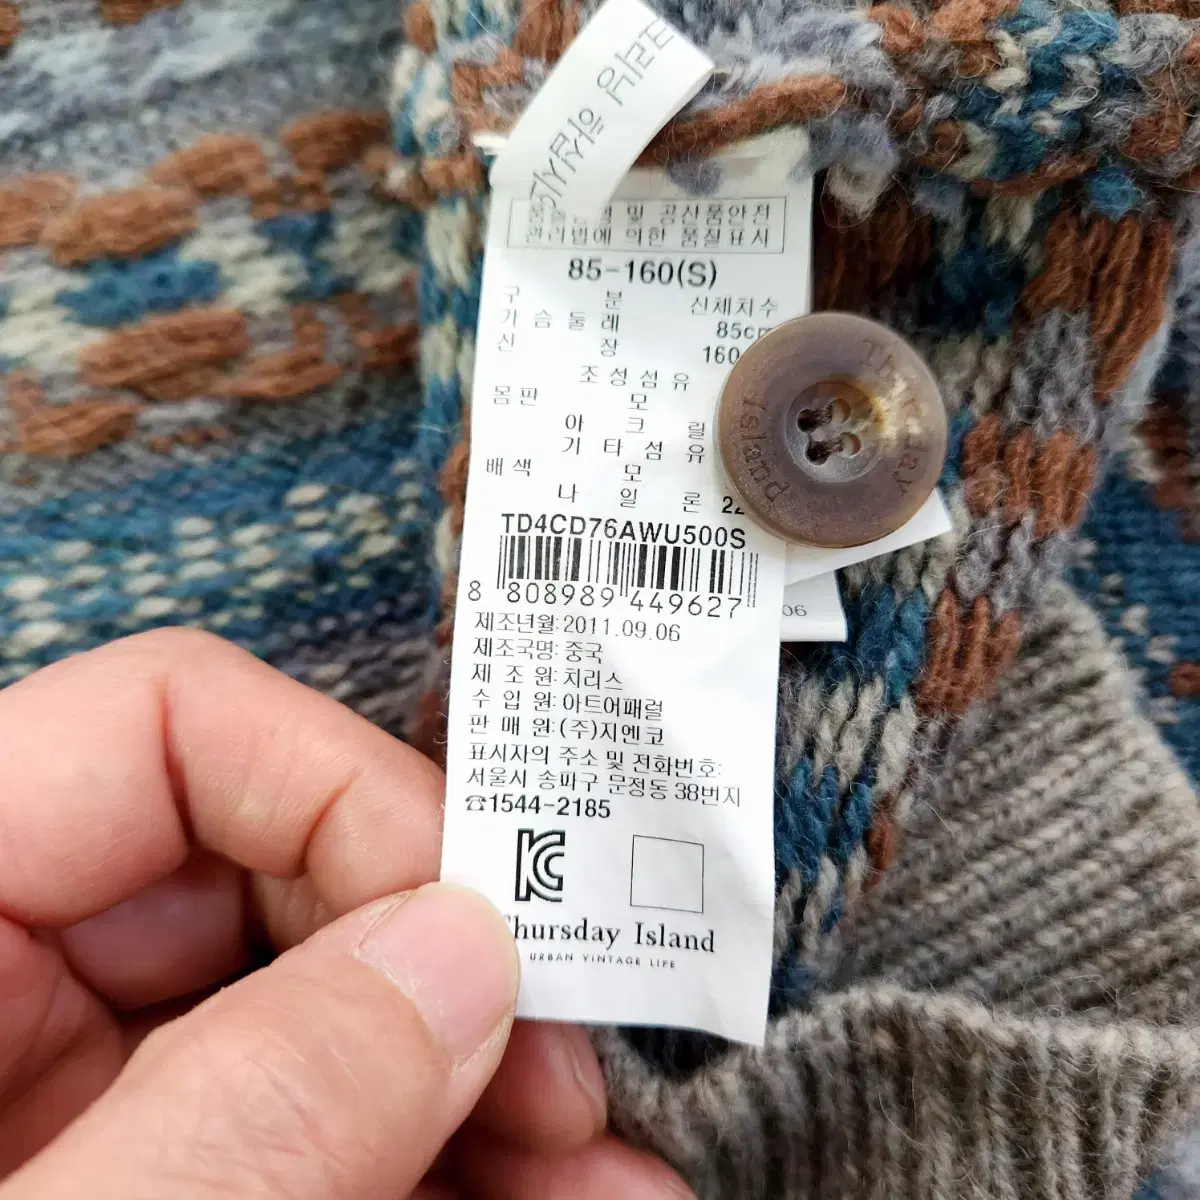 및 공산품안전
관리법에 의한 품질표시
85-160(S)
구 분 신체치수
가슴둘레 85cm
신 장 160
조성섬유
몸판 모
아 크 릴
기타섬유
배색 모
나 일 론 22
TD4CD76AWU500S
8 808989 449627
제조년월:2011.09.06
제조국명:중국
제 조 원:치리스
수 입 원:아트어패럴
판 매 원:(주)지엔코
표시자의 주소 및 전화번호:
서울시 송파구 문정동 38번지
☎1544-2185
KC
Thursday Island
URBAN VINTAGE LIFE
Thursday
Island
06